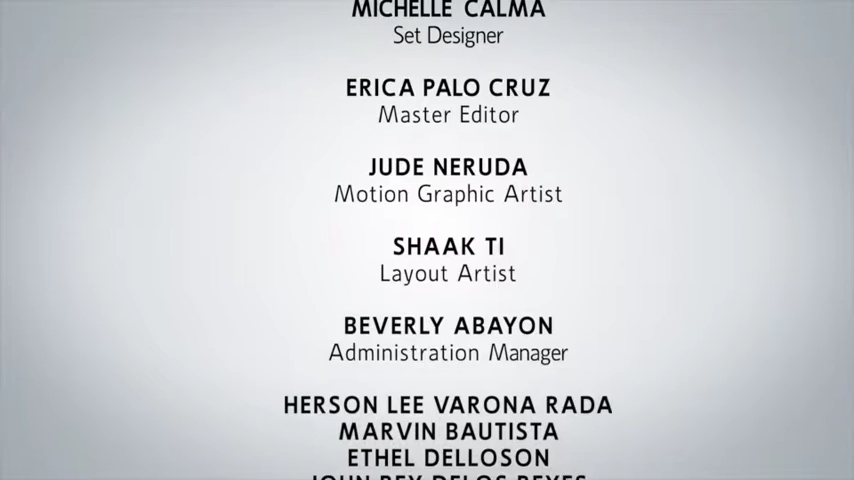 MICHELLE CALMA
Set Designer
ERICA PALO CRUZ
Master Editor
JUDE NERUDA
Motion Graphic Artist
SHAAK TI
Layout Artist
BEVERLY ABAYON
Administration Manager
HERSON LEE VARONA RADA
MARVIN BAUTISTA
ETHEL DELLOSON
JOHN REY DELOS REYES